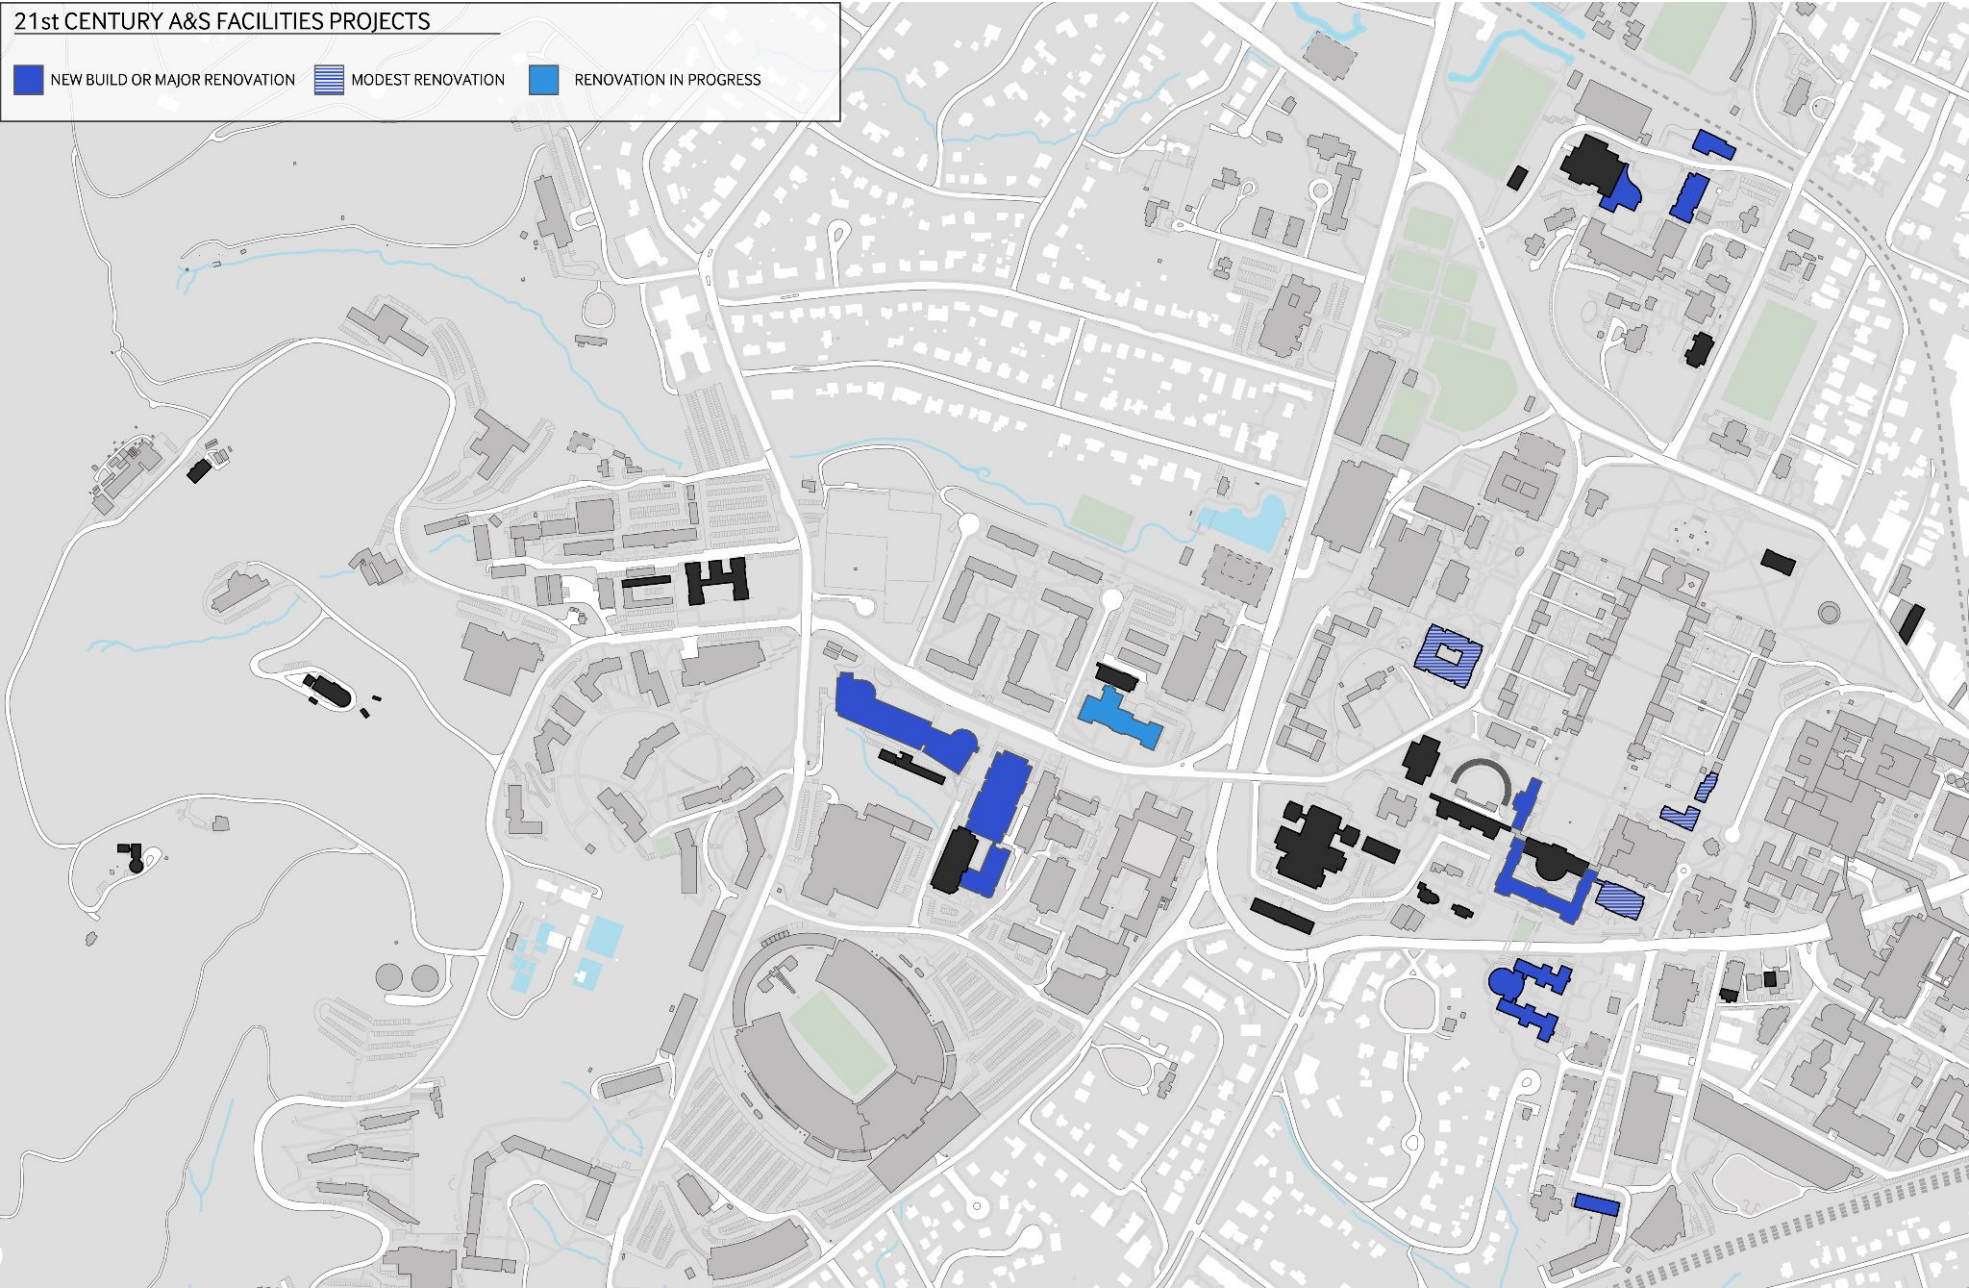 21st CENTURY A&S FACILITIES PROJECTS
NEW BUILD OR MAJOR RENOVATION MODEST RENOVATION RENOVATION IN PROGRESS